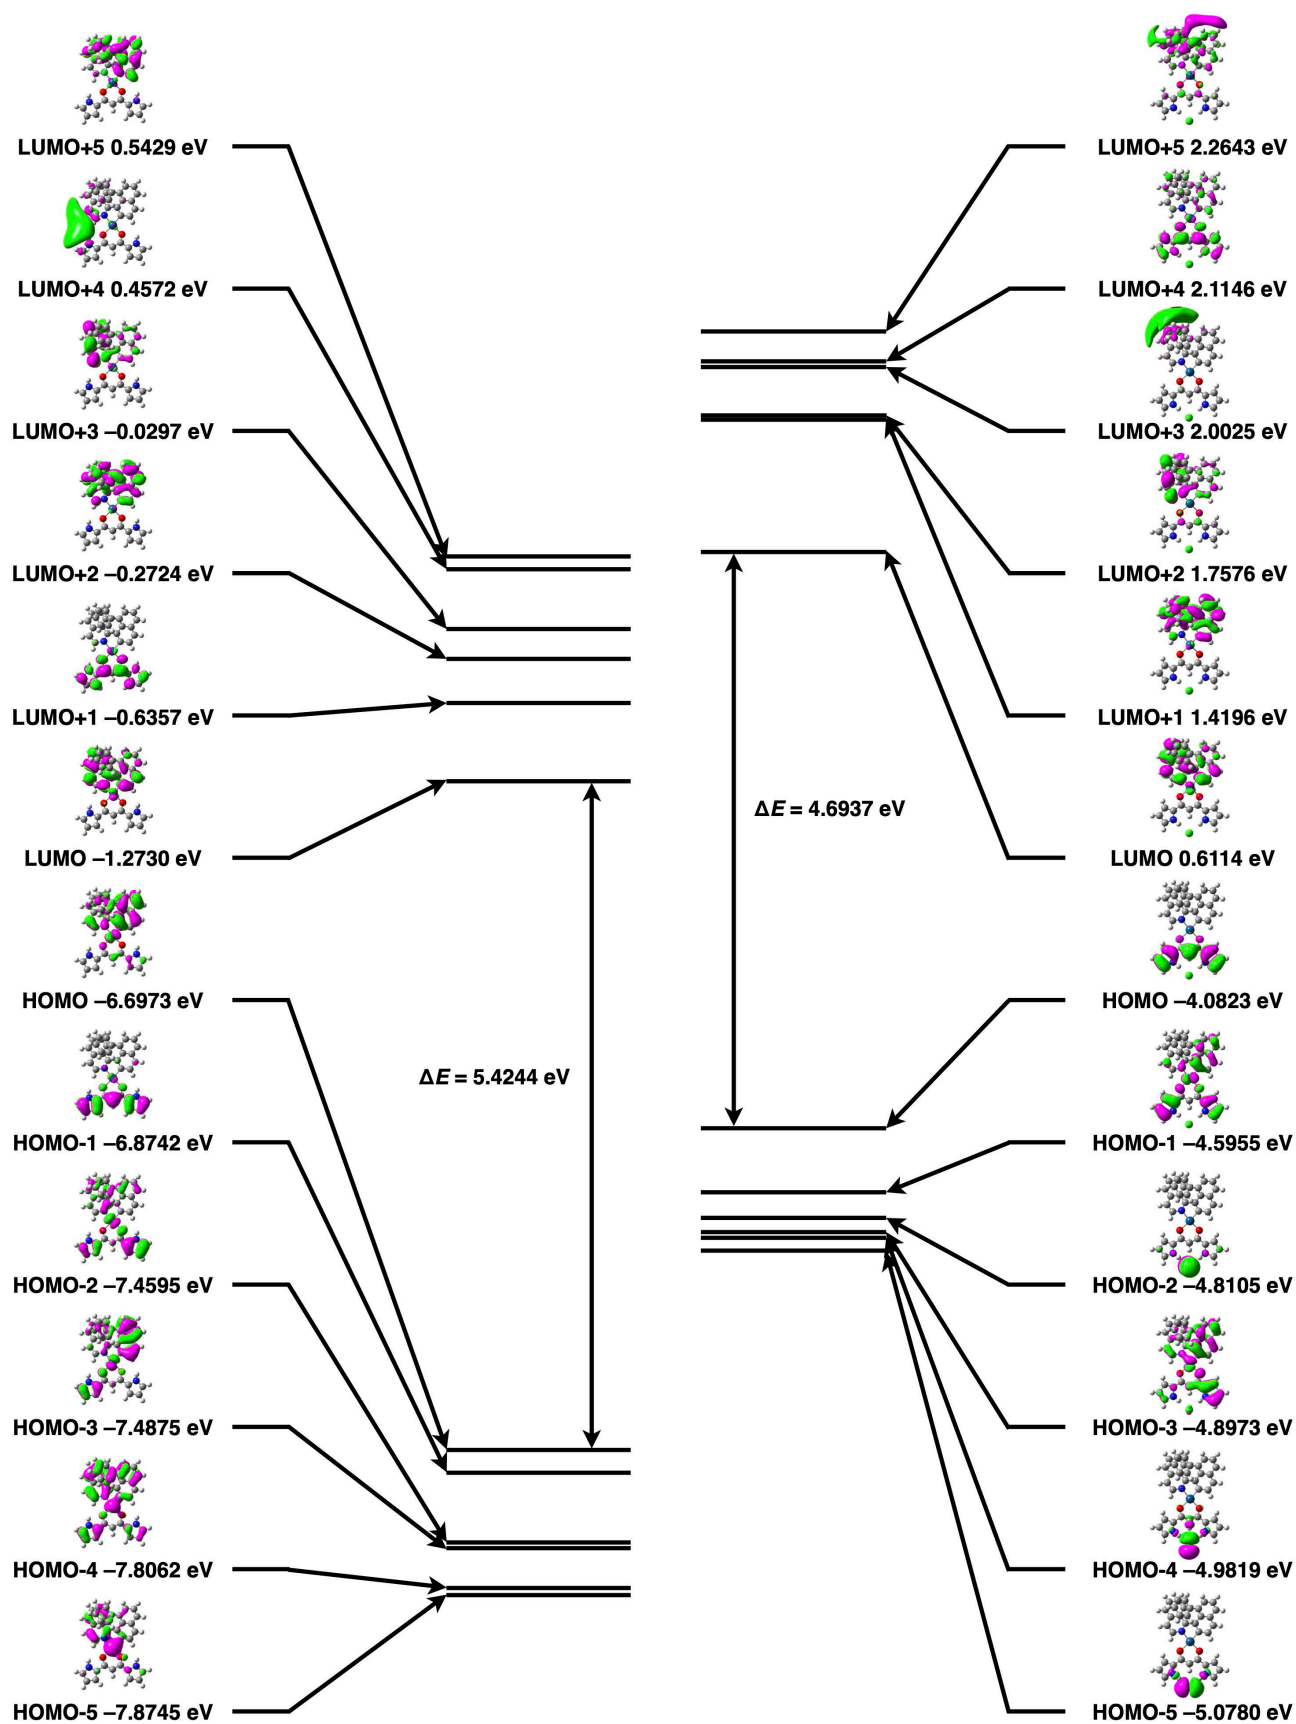 LUMO+5 0.5429 eV
LUMO+4 0.4572 eV
LUMO+3 –0.0297 eV
LUMO+2 –0.2724 eV
LUMO+1 –0.6357 eV
LUMO –1.2730 eV
HOMO –6.6973 eV
HOMO-1 –6.8742 eV
HOMO-2 –7.4595 eV
HOMO-3 –7.4875 eV
HOMO-4 –7.8062 eV
HOMO-5 –7.8745 eV
ΔE = 5.4244 eV
ΔE = 4.6937 eV
LUMO+5 2.2643 eV
LUMO+4 2.1146 eV
LUMO+3 2.0025 eV
LUMO+2 1.7576 eV
LUMO+1 1.4196 eV
LUMO 0.6114 eV
HOMO –4.0823 eV
HOMO-1 –4.5955 eV
HOMO-2 –4.8105 eV
HOMO-3 –4.8973 eV
HOMO-4 –4.9819 eV
HOMO-5 –5.0780 eV